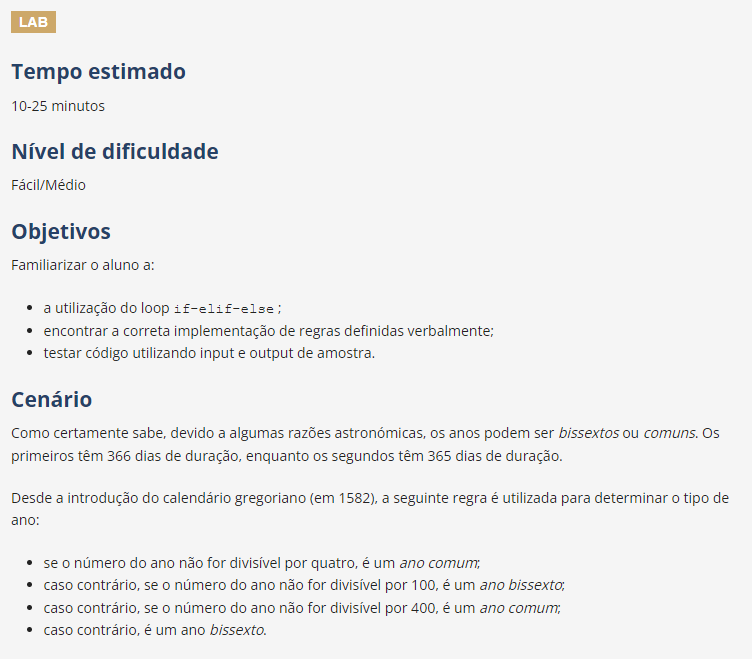 LAB
Tempo estimado
10-25 minutos
Nível de dificuldade
Fácil/Médio
Objetivos
Familiarizar o aluno a:
• a utilização do loop if-elif-else ;
• encontrar a correta implementação de regras definidas verbalmente;
• testar código utilizando input e output de amostra.
Cenário
Como certamente sabe, devido a algumas razões astronómicas, os anos podem ser bissextos ou comuns. Os
primeiros têm 366 dias de duração, enquanto os segundos têm 365 dias de duração.
Desde a introdução do calendário gregoriano (em 1582), a seguinte regra é utilizada para determinar o tipo de
ano:
• se o número do ano não for divisível por quatro, é um ano comum;
• caso contrário, se o número do ano não for divisível por 100, é um ano bissexto;
• caso contrário, se o número do ano não for divisível por 400, é um ano comum;
• caso contrário, é um ano bissexto.